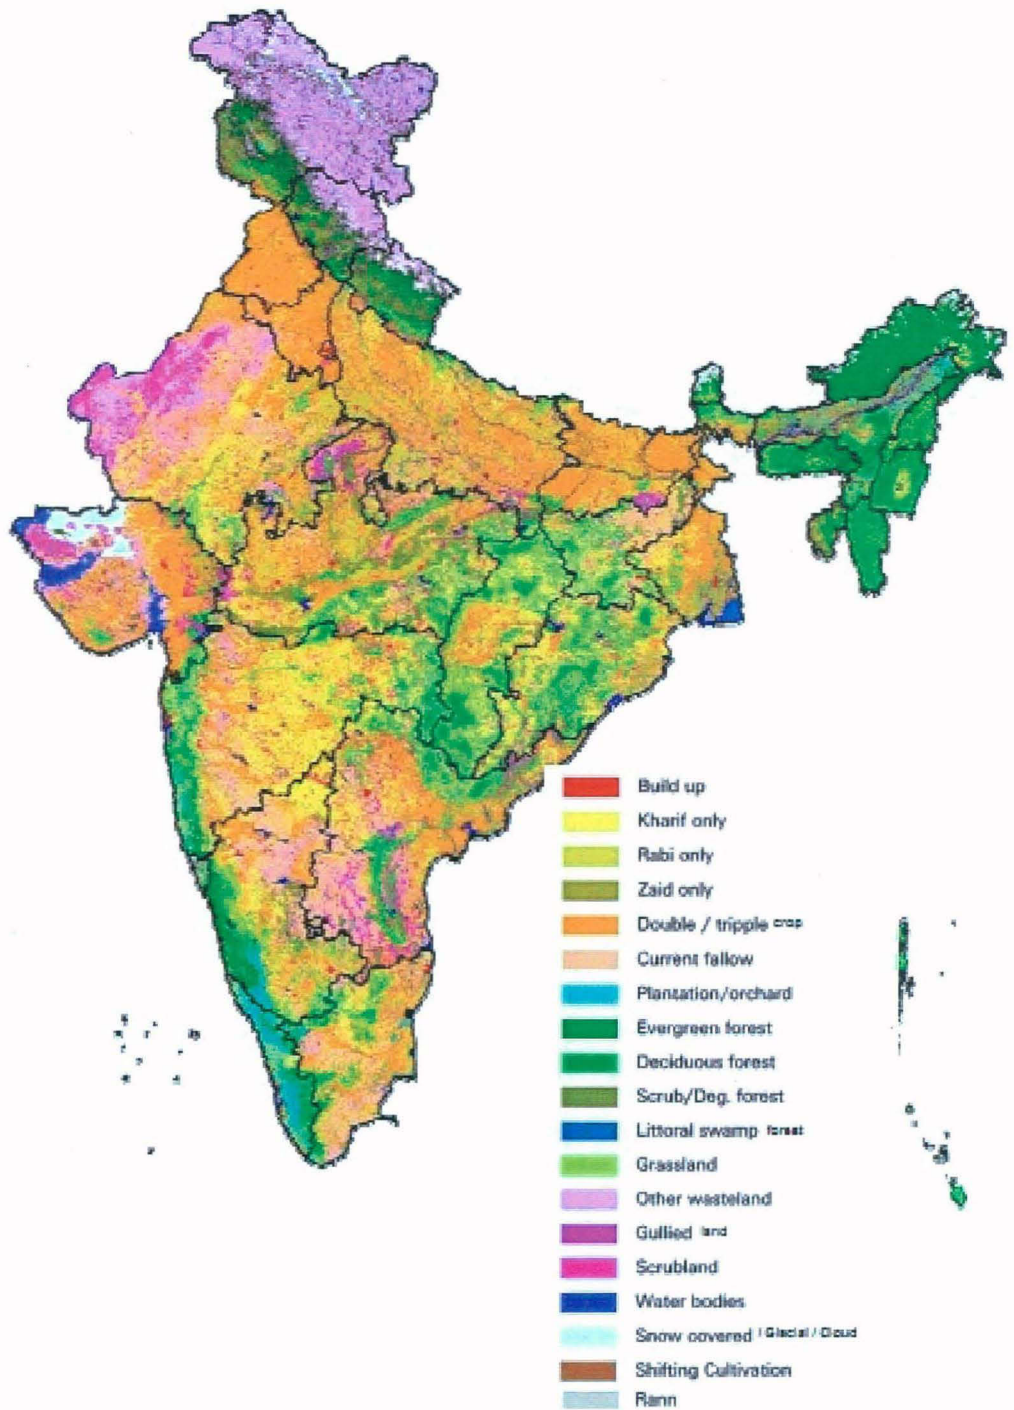 Build up
Kharif only
Rabi only
Zaid only
Double / tripple crop
Current fallow
Plantation/orchard
Evergreen forest
Deciduous forest
Scrub/Deg. forest
Littoral swamp forest
Grassland
Other wasteland
Gullied land
Scrubland
Water bodies
Snow covered / Glacial / Cloud
Shifting Cultivation
Rann